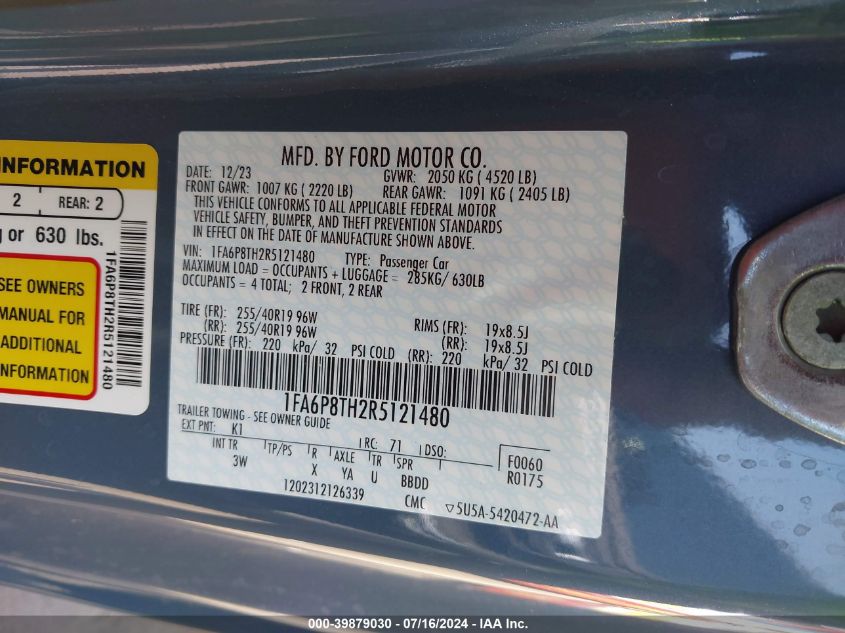 INFORMATION
2 REAR: 2
g or 630 lbs.
SEE OWNERS
MANUAL FOR
ADDITIONAL
INFORMATION
1FA6P8TH2R5121480
MFD. BY FORD MOTOR CO.
DATE: 12/23 GVWR: 2050 KG ( 4520 LB)
FRONT GAWR: 1007 KG ( 2220 LB) REAR GAWR: 1091 KG ( 2405 LB)
THIS VEHICLE CONFORMS TO ALL APPLICABLE FEDERAL MOTOR
VEHICLE SAFETY, BUMPER, AND THEFT PREVENTION STANDARDS
IN EFFECT ON THE DATE OF MANUFACTURE SHOWN ABOVE.
VIN: 1FA6P8TH2R5121480 TYPE: Passenger Car
MAXIMUM LOAD = OCCUPANTS + LUGGAGE = 285KG/ 630LB
OCCUPANTS = 4 TOTAL; 2 FRONT, 2 REAR
TIRE (FR): 255/40R19 96W RIMS (FR): 19x8.5J
(RR): 255/40R19 96W (RR): 19x8.5J
PRESSURE (FR): 220 kPa/ 32 PSI COLD (RR): 220 kPa/ 32 PSI COLD
1FA6P8TH2R5121480
TRAILER TOWING - SEE OWNER GUIDE
EXT PNT: K1 RC: 71 DSO: F0060
INT TR TP/PS R AXLE TR SPR R0175
3W X YA U BBDD
1202312126339 CMC 5U5A-5420472-AA
000-39879030 - 07/16/2024 - IAA Inc.